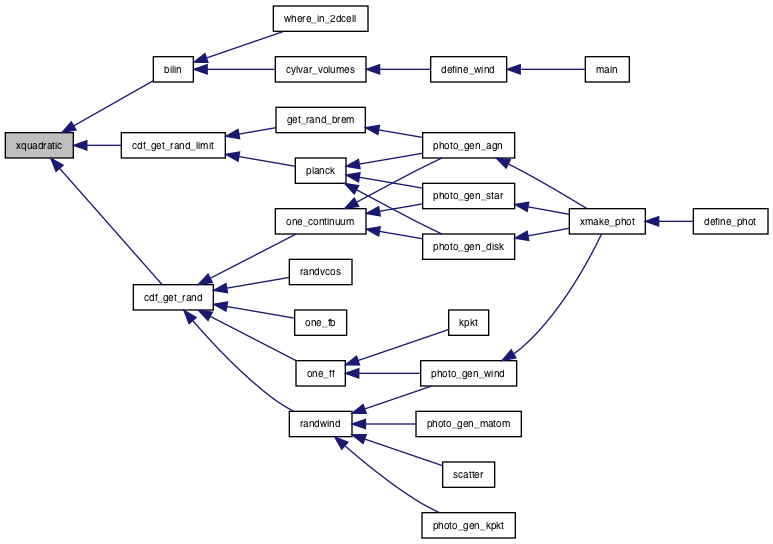 where_in_2dcell
bilin
cylvar_volumes
define_wind
main
get_rand_brem
xquadratic
cdf_get_rand_limit
photo_gen_agn
planck
photo_gen_star
one_continuum
xmake_phot
define_phot
photo_gen_disk
randvcos
cdf_get_rand
one_fb
kpkt
one_ff
photo_gen_wind
randwind
photo_gen_matom
scatter
photo_gen_kpkt